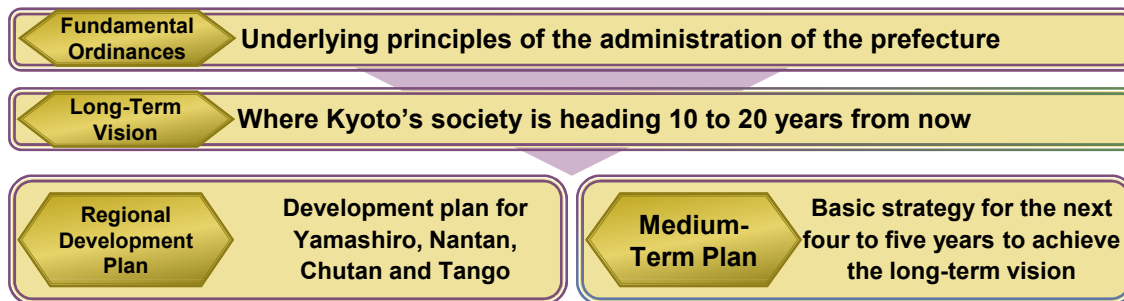 Fundamental
Ordinances
Underlying principles of the administration of the prefecture
Long-Term
Vision
Where Kyoto's society is heading 10 to 20 years from now
Regional
Development
Plan
Development plan for
Yamashiro, Nantan,
Chutan and Tango
Medium-
Term Plan
Basic strategy for the next
four to five years to achieve
the long-term vision